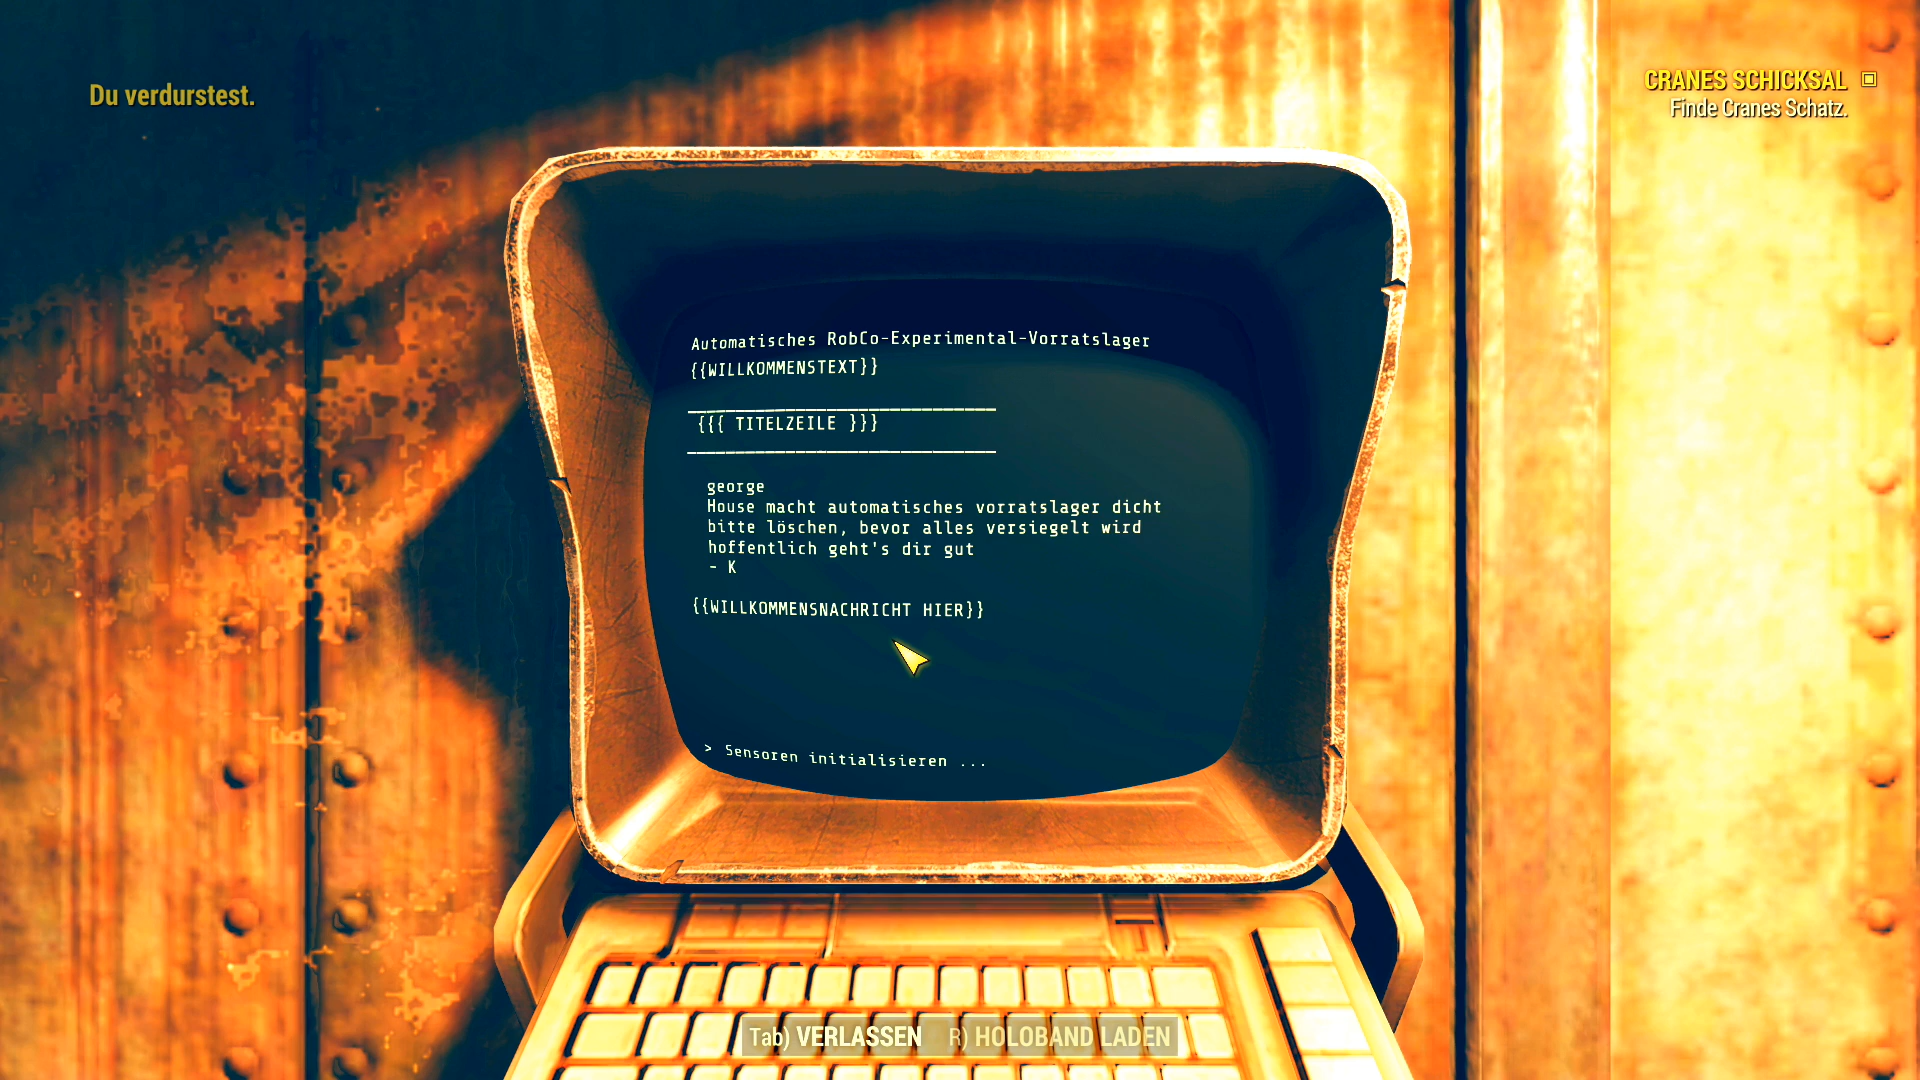 Du verdurstest.
CRANES SCHICKSAL
Finde Cranes Schatz.
Automatisches RobCo-Experimental-Vorratslager
{{WILLKOMMENSTEXT}}
{{{ TITELZEILE }}}
george
House macht automatisches vorratslager dicht
bitte löschen, bevor alles versiegelt wird
hoffentlich geht's dir gut
- K
{{WILLKOMMENSNACHRICHT HIER}}
> Sensoren initialisieren ...
Tab) VERLASSEN R) HOLOBAND LADEN